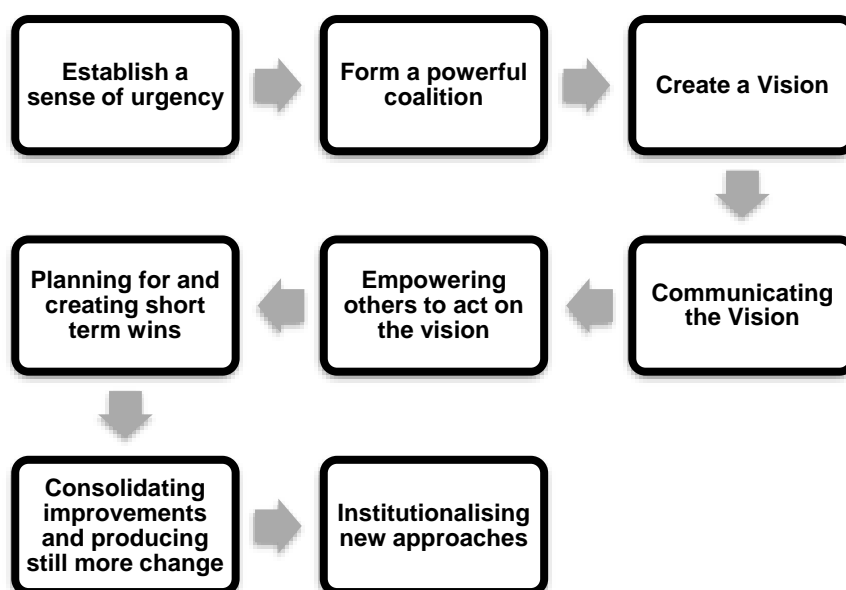 Establish a
sense of urgency
Form a powerful
coalition
Create a Vision
Communicating
the Vision
Empowering
others to act on
the vision
Planning for and
creating short
term wins
Consolidating
improvements
and producing
still more change
Institutionalising
new approaches